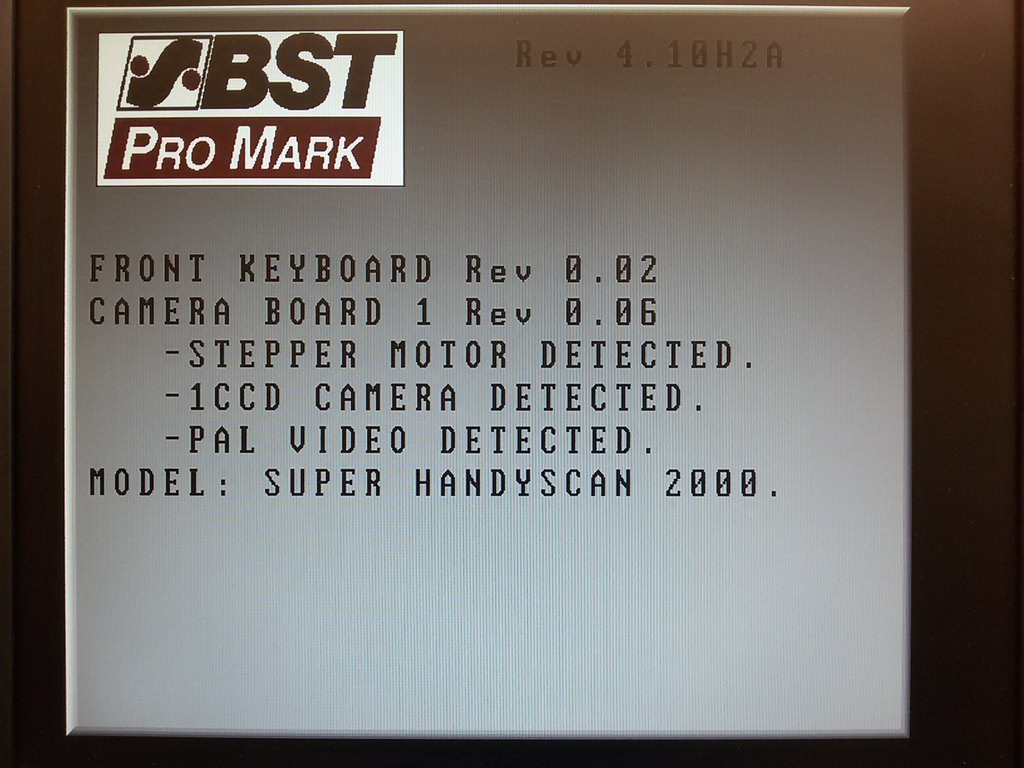 BST
PRO MARK
Rev 4.10H2A
FRONT KEYBOARD Rev 0.02
CAMERA BOARD 1 Rev 0.06
-STEPPER MOTOR DETECTED.
-1CCD CAMERA DETECTED.
-PAL VIDEO DETECTED.
MODEL: SUPER HANDYSCAN 2000.